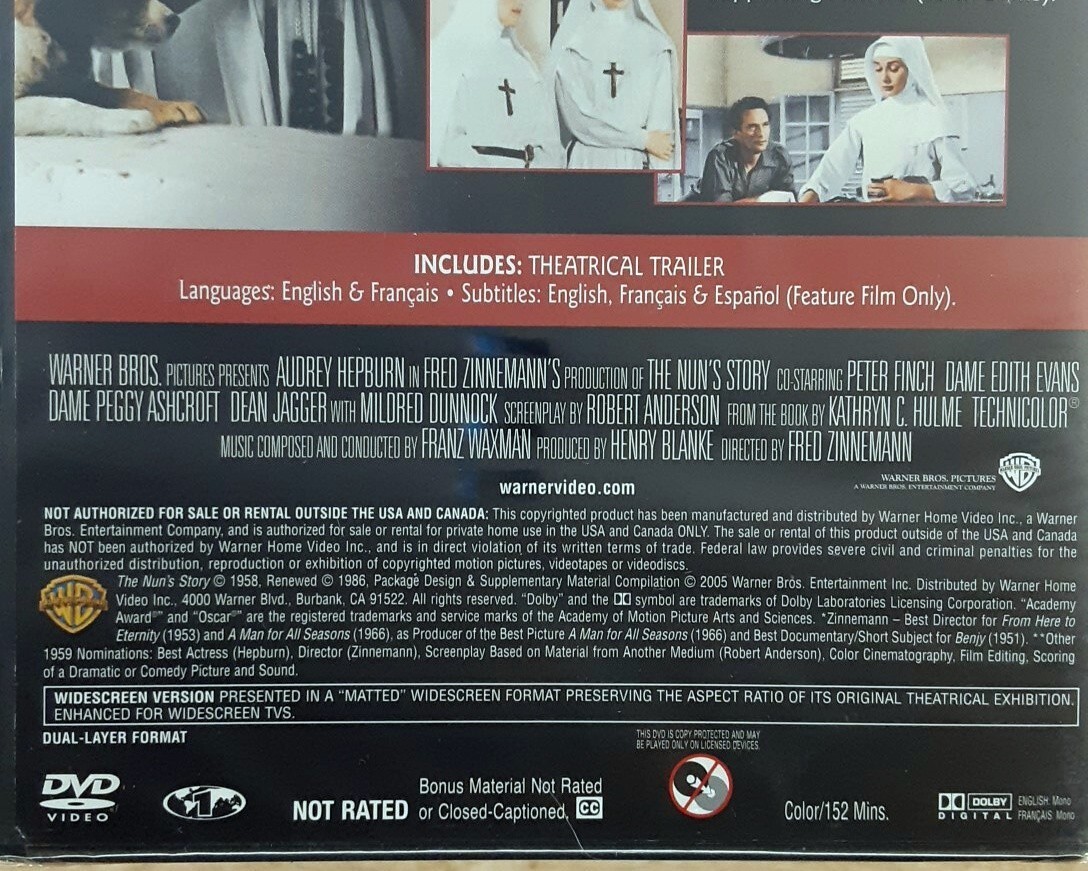 INCLUDES: THEATRICAL TRAILER
Languages: English & Français • Subtitles: English, Français & Español (Feature Film Only).
WARNER BROS. PICTURES PRESENTS AUDREY HEPBURN IN FRED ZINNEMANN'S PRODUCTION OF THE NUN'S STORY CO-STARRING PETER FINCH DAME EDITH EVANS
DAME PEGGY ASHCROFT DEAN JAGGER WITH MILDRED DUNNOCK SCREENPLAY BY ROBERT ANDERSON FROM THE BOOK BY KATHRYN C. HULME TECHNICOLOR®
MUSIC COMPOSED AND CONDUCTED BY FRANZ WAXMAN PRODUCED BY HENRY BLANKE DIRECTED BY FRED ZINNEMANN
warnervideo.com
WARNER BROS. PICTURES
A WARNER BROS. ENTERTAINMENT COMPANY
NOT AUTHORIZED FOR SALE OR RENTAL OUTSIDE THE USA AND CANADA: This copyrighted product has been manufactured and distributed by Warner Home Video Inc., a Warner
Bros. Entertainment Company, and is authorized for sale or rental for private home use in the USA and Canada ONLY. The sale or rental of this product outside of the USA and Canada
has NOT been authorized by Warner Home Video Inc., and is in direct violation of its written terms of trade. Federal law provides severe civil and criminal penalties for the
unauthorized distribution, reproduction or exhibition of copyrighted motion pictures, videotapes or videodiscs.
The Nun's Story © 1958, Renewed © 1986, Package Design & Supplementary Material Compilation © 2005 Warner Bros. Entertainment Inc. Distributed by Warner Home
Video Inc., 4000 Warner Blvd., Burbank, CA 91522. All rights reserved. "Dolby" and the DD symbol are trademarks of Dolby Laboratories Licensing Corporation. "Academy
Award®" and "Oscar®" are the registered trademarks and service marks of the Academy of Motion Picture Arts and Sciences. *Zinnemann – Best Director for From Here to
Eternity (1953) and A Man for All Seasons (1966), as Producer of the Best Picture A Man for All Seasons (1966) and Best Documentary/Short Subject for Benjy (1951). **Other
1959 Nominations: Best Actress (Hepburn), Director (Zinnemann), Screenplay Based on Material from Another Medium (Robert Anderson), Color Cinematography, Film Editing, Scoring
of a Dramatic or Comedy Picture and Sound.
WIDESCREEN VERSION PRESENTED IN A "MATTED" WIDESCREEN FORMAT PRESERVING THE ASPECT RATIO OF ITS ORIGINAL THEATRICAL EXHIBITION.
ENHANCED FOR WIDESCREEN TVS.
DUAL-LAYER FORMAT
THIS DVD IS COPY PROTECTED AND MAY
BE PLAYED ONLY ON LICENSED DEVICES.
DVD
VIDEO
1
NOT RATED
Bonus Material Not Rated
or Closed-Captioned. CC
Color/152 Mins.
DOLBY
DIGITAL
ENGLISH: Mono
FRANÇAIS: Mono